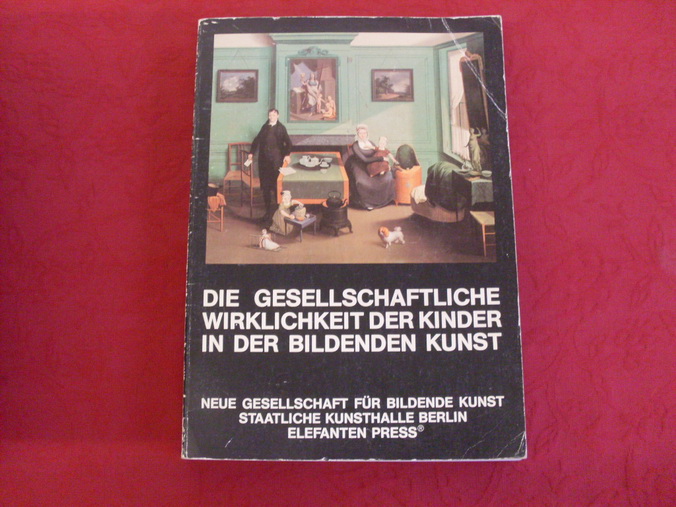 DIE GESELLSCHAFTLICHE
WIRKLICHKEIT DER KINDER
IN DER BILDENDEN KUNST
NEUE GESELLSCHAFT FÜR BILDENDE KUNST
STAATLICHE KUNSTHALLE BERLIN
ELEFANTEN PRESS®